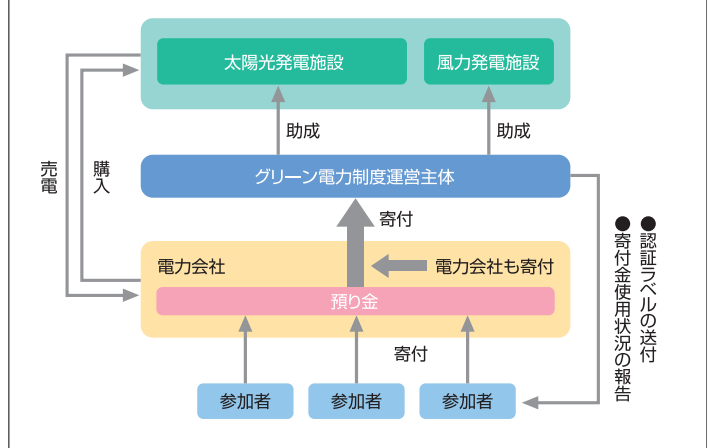 太陽光発電施設
風力発電施設
助成
助成
売電
購入
グリーン電力制度運営主体
寄付
電力会社
電力会社も寄付
預り金
寄付
参加者
参加者
参加者
●認証ラベルの送付
●寄付金使用状況の報告